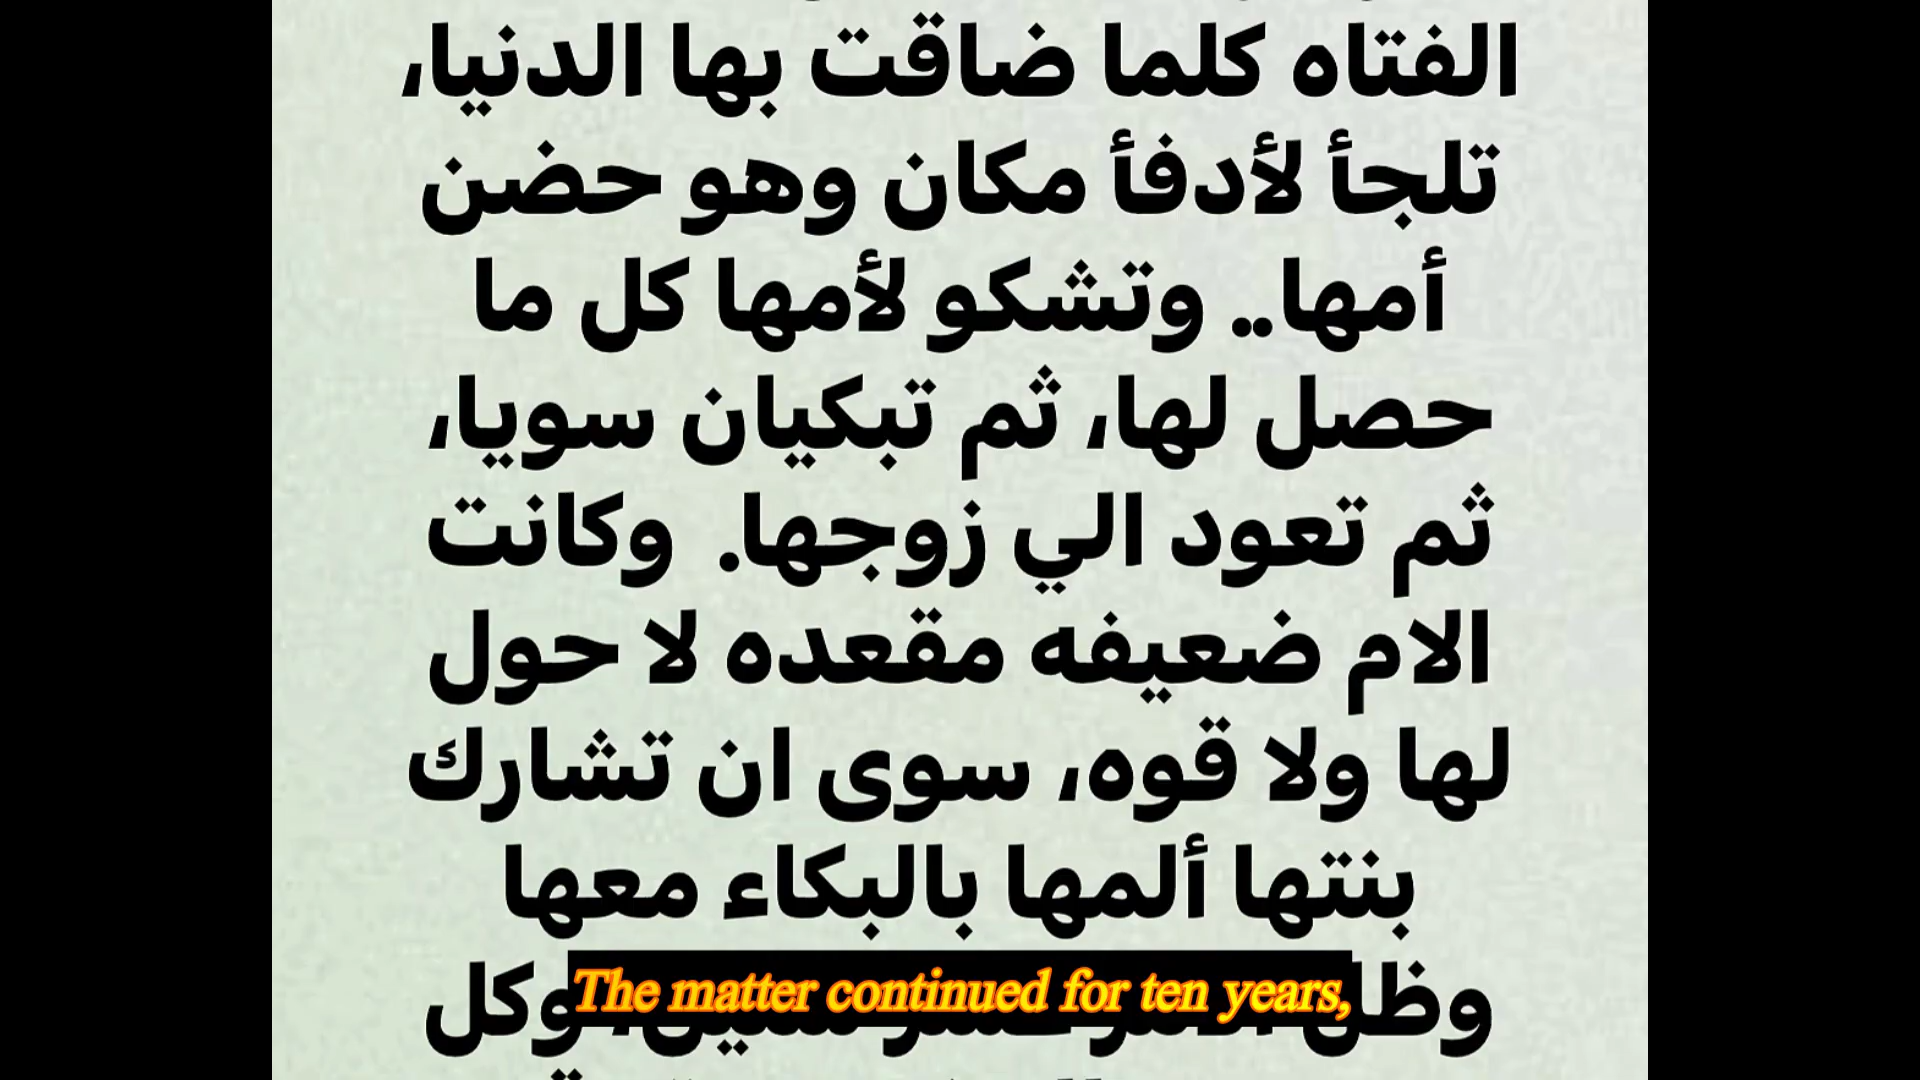 الفتاه كلما ضاقت بها الدنيا،
تلجأ لأدفأ مكان وهو حضن
أمها.. وتشكو لأمها كل ما
حصل لها، ثم تبكيان سويا،
ثم تعود الي زوجها. وكانت
الام ضعيفه مقعده لا حول
لها ولا قوه، سوى ان تشارك
بنتها ألمها بالبكاء معها
وكل
The matter continued for ten years,